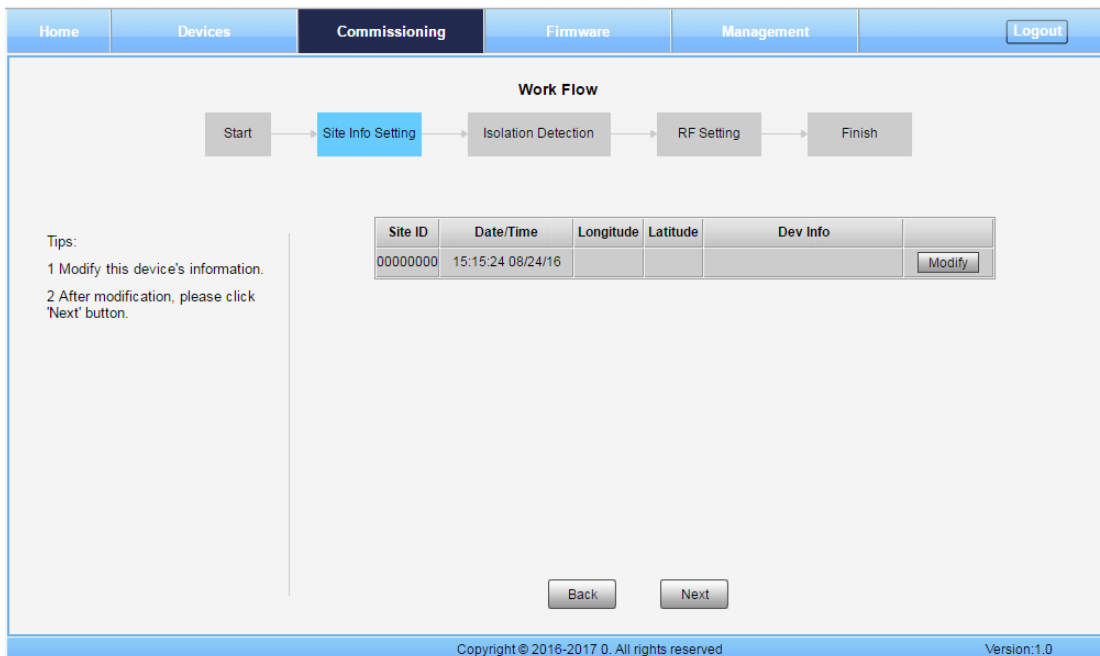 Home Devices Commissioning Firmware Management Logout
Work Flow
Start Site Info Setting Isolation Detection RF Setting Finish
Site ID Date/Time Longitude Latitude Dev Info
00000000 15:15:24 08/24/16 Modify
Tips:
1 Modify this device's information.
2 After modification, please click
'Next' button.
Back Next
Copyright © 2016-2017 0. All rights reserved Version:1.0